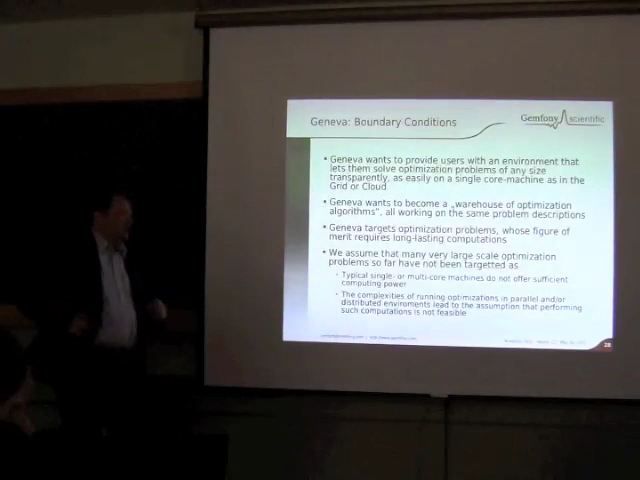 Geneva: Boundary Conditions
Gemfony scientific
• Geneva wants to provide users with an environment that
lets them solve optimization problems of any size
transparently, as easily on a single core-machine as in the
Grid or Cloud
• Geneva wants to become a „warehouse of optimization
algorithms", all working on the same problem descriptions
• Geneva targets optimization problems, whose figure of
merit requires long-lasting computations
• We assume that many very large scale optimization
problems so far have not been targetted as
• Typical single- or multi-core machines do not offer sufficient
computing power
• The complexities of running optimizations in parallel and/or
distributed enviroments lead to the assumption that performing
such computations is not feasible
28